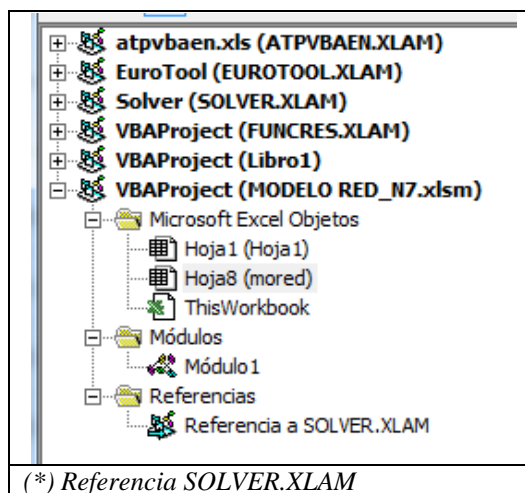 atpvbaen.xls (ATPVBAEN.XLAM)
EuroTool (EUROTOOL.XLAM)
Solver (SOLVER.XLAM)
VBAProject (FUNCRES.XLAM)
VBAProject (Libro1)
VBAProject (MODELO RED_N7.xlsm)
Microsoft Excel Objetos
Hoja1 (Hoja1)
Hoja8 (mored)
ThisWorkbook
Módulos
Módulo1
Referencias
Referencia a SOLVER.XLAM
(*) Referencia SOLVER.XLAM